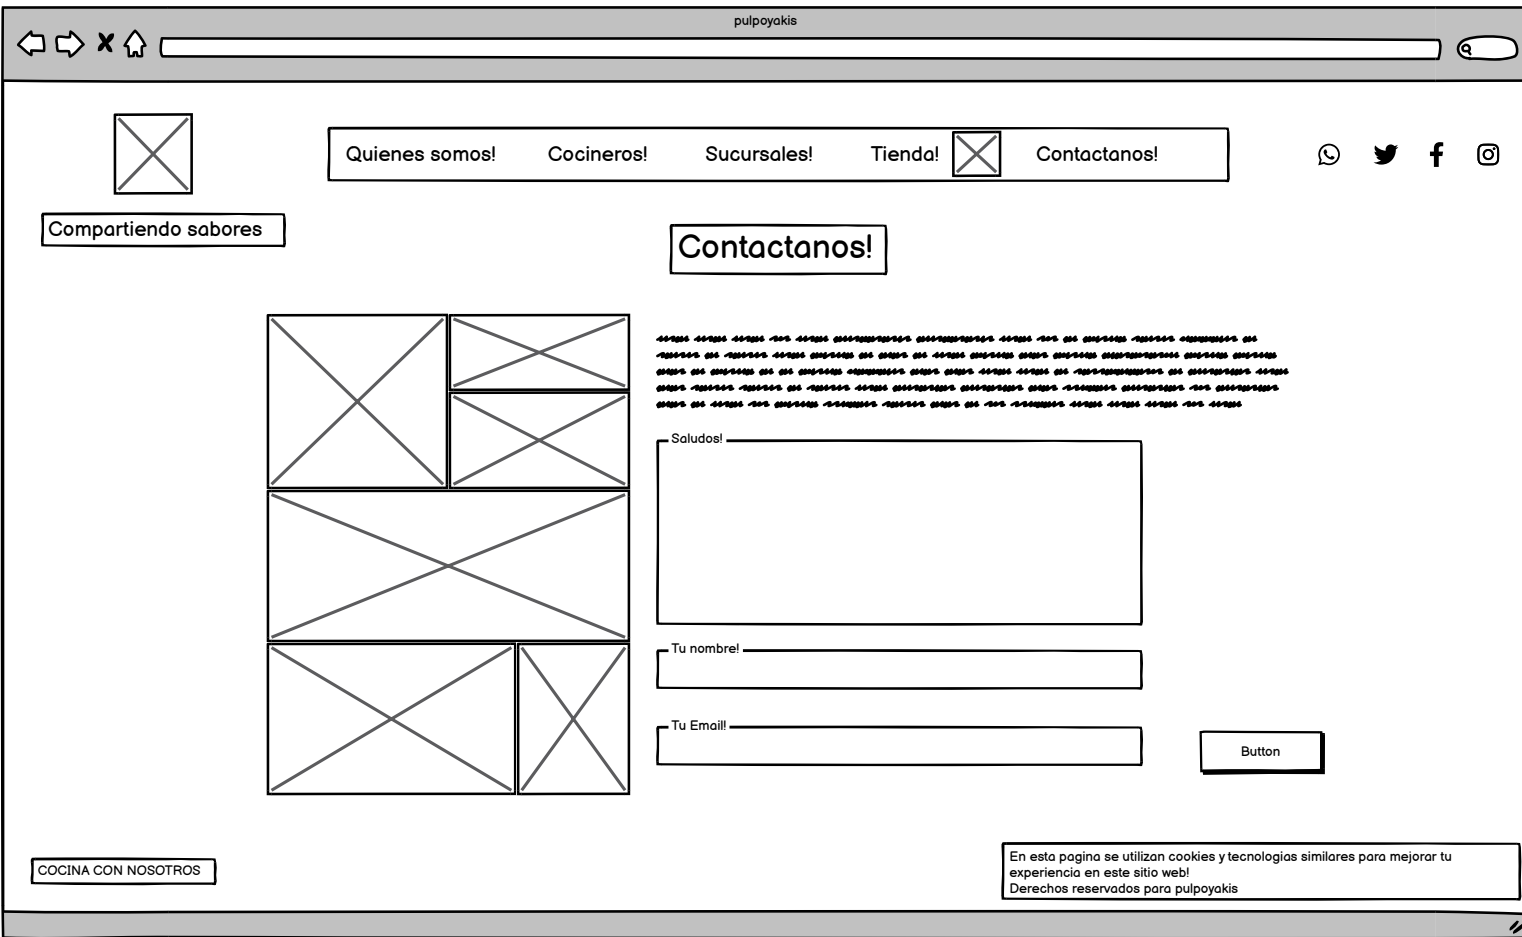 pulpoyakis
Quienes somos! Cocineros! Sucursales! Tienda! Contactanos!
Compartiendo sabores
Contactanos!
Saludos!
Tu nombre!
Tu Email!
Button
COCINA CON NOSOTROS
En esta pagina se utilizan cookies y tecnologias similares para mejorar tu
experiencia en este sitio web!
Derechos reservados para pulpoyakis